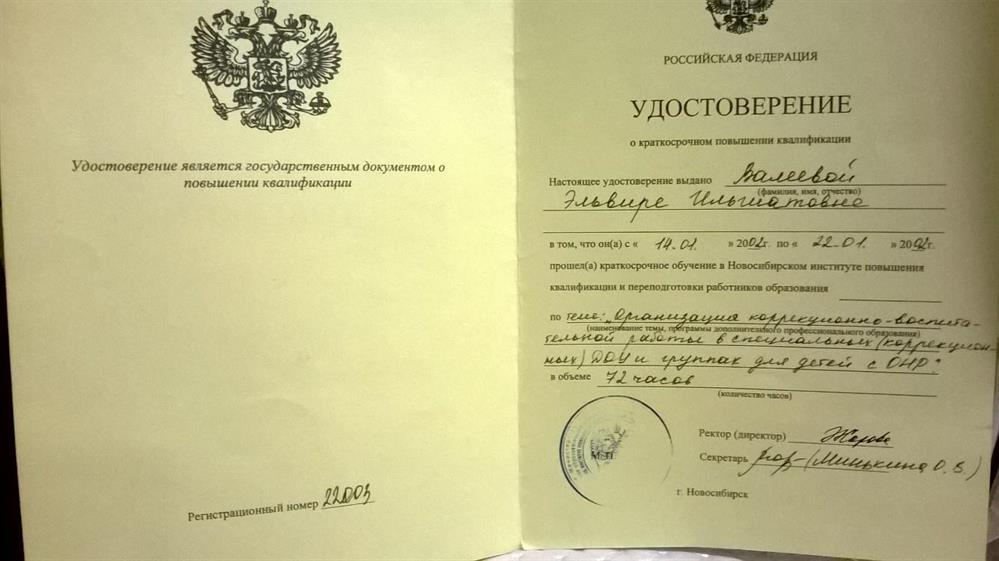 Удостоверение является государственным документом о
повышении квалификации
Регистрационный номер 22003
РОССИЙСКАЯ ФЕДЕРАЦИЯ
УДОСТОВЕРЕНИЕ
о краткосрочном повышении квалификации
Настоящее удостоверение выдано Валеевой
(фамилия, имя, отчество)
Эльвире Ильгизовне
в том, что он(а) с « 14.01. » 2002г. по « 22.01. » 2002г.
прошел(а) краткосрочное обучение в Новосибирском институте повышения
квалификации и переподготовки работников образования
по теме: „Организация коррекционно-воспита-
(наименование темы, программы дополнительного профессионального образования)
тельной работы в специальных (коррекцион-
ных) ДОУ и группах для детей с ОНР."
в объеме 72 часов
(количество часов)
М.П.
Ректор (директор)
Секретарь (Минькина О. В.)
г. Новосибирск